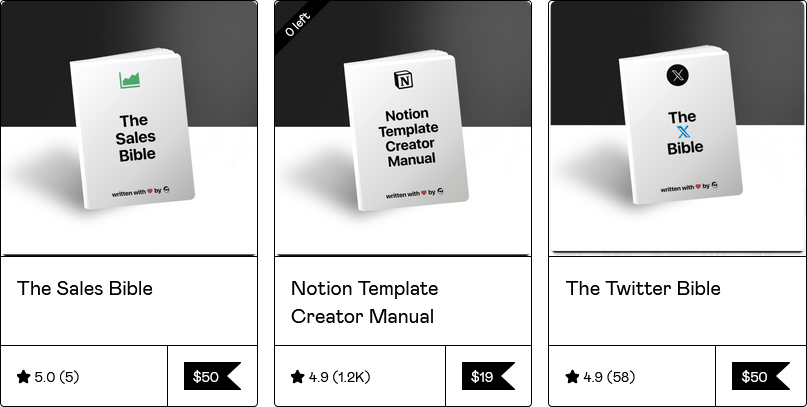 The
Sales
Bible
written with ❤ by
The Sales Bible
5.0 (5)
$50
0 left
N
Notion
Template
Creator
Manual
written with ❤ by
Notion Template
Creator Manual
4.9 (1.2K)
$19
𝕏
The
𝕏
Bible
written with ❤ by
The Twitter Bible
4.9 (58)
$50